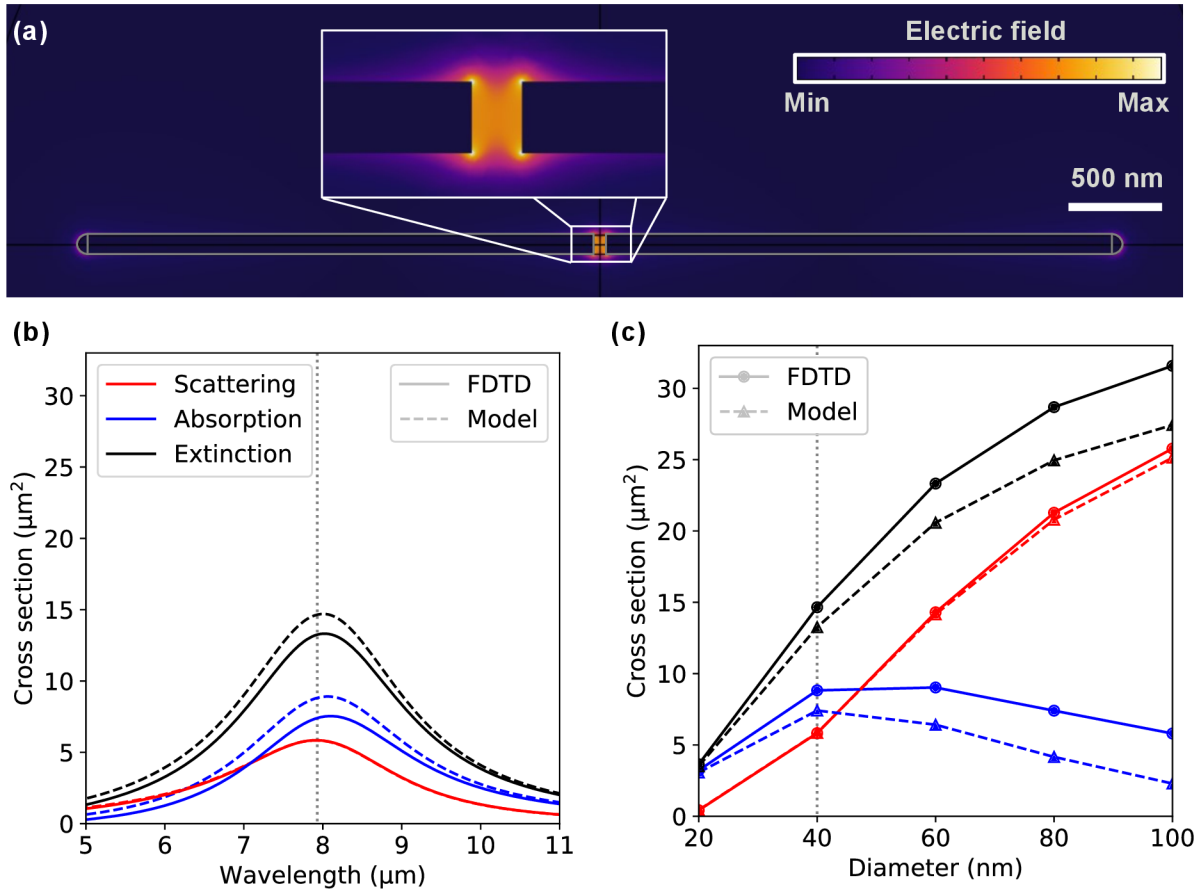 (a)
Electric field
Min Max
500 nm
(b)
Scattering
Absorption
Extinction
FDTD
Model
Cross section (µm²)
30
25
20
15
10
5
0
5 6 7 8 9 10 11
Wavelength (µm)
(c)
FDTD
Model
Cross section (µm²)
30
25
20
15
10
5
0
20 40 60 80 100
Diameter (nm)